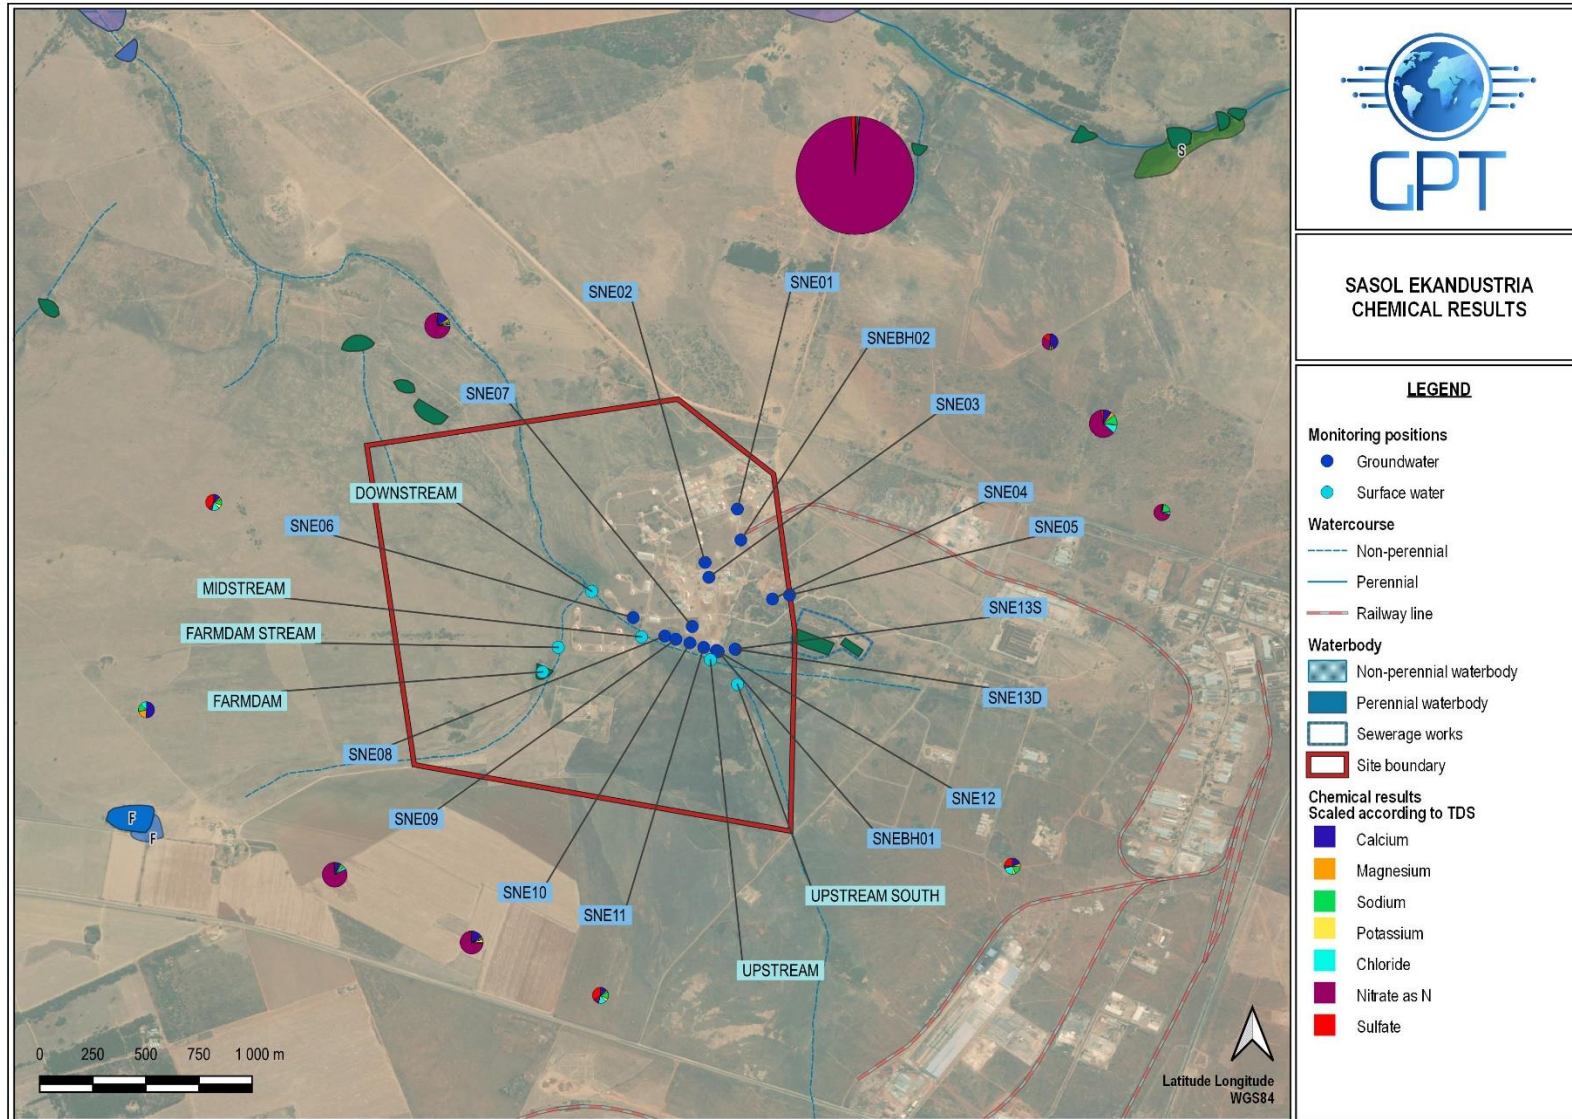 GPT
SASOL EKANDUSTRIA
CHEMICAL RESULTS
LEGEND
Monitoring positions
Groundwater
Surface water
Watercourse
Non-perennial
Perennial
Railway line
Waterbody
Non-perennial waterbody
Perennial waterbody
Sewerage works
Site boundary
Chemical results
Scaled according to TDS
Calcium
Magnesium
Sodium
Potassium
Chloride
Nitrate as N
Sulfate
S
SNE01
SNE02
SNEBH02
SNE07
SNE03
DOWNSTREAM
SNE04
SNE06
SNE05
MIDSTREAM
SNE13S
FARMDAM STREAM
FARMDAM
SNE13D
SNE08
SNE12
SNE09
F
F
SNEBH01
SNE10
UPSTREAM SOUTH
SNE11
UPSTREAM
0 250 500 750 1 000 m
Latitude Longitude
WGS84